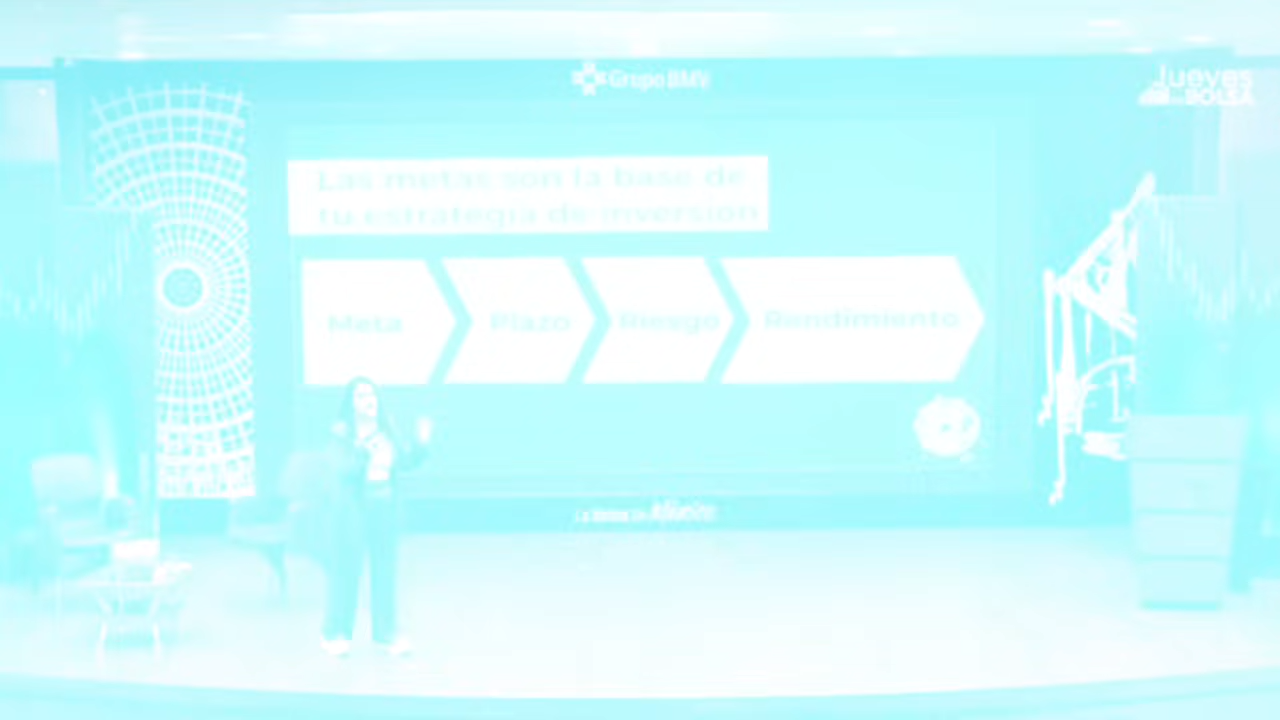 Grupo BMV
Jueves
BOLSA
Las metas son la base de
tu estrategia de inversión
Meta
Plazo
Riesgo
Rendimiento